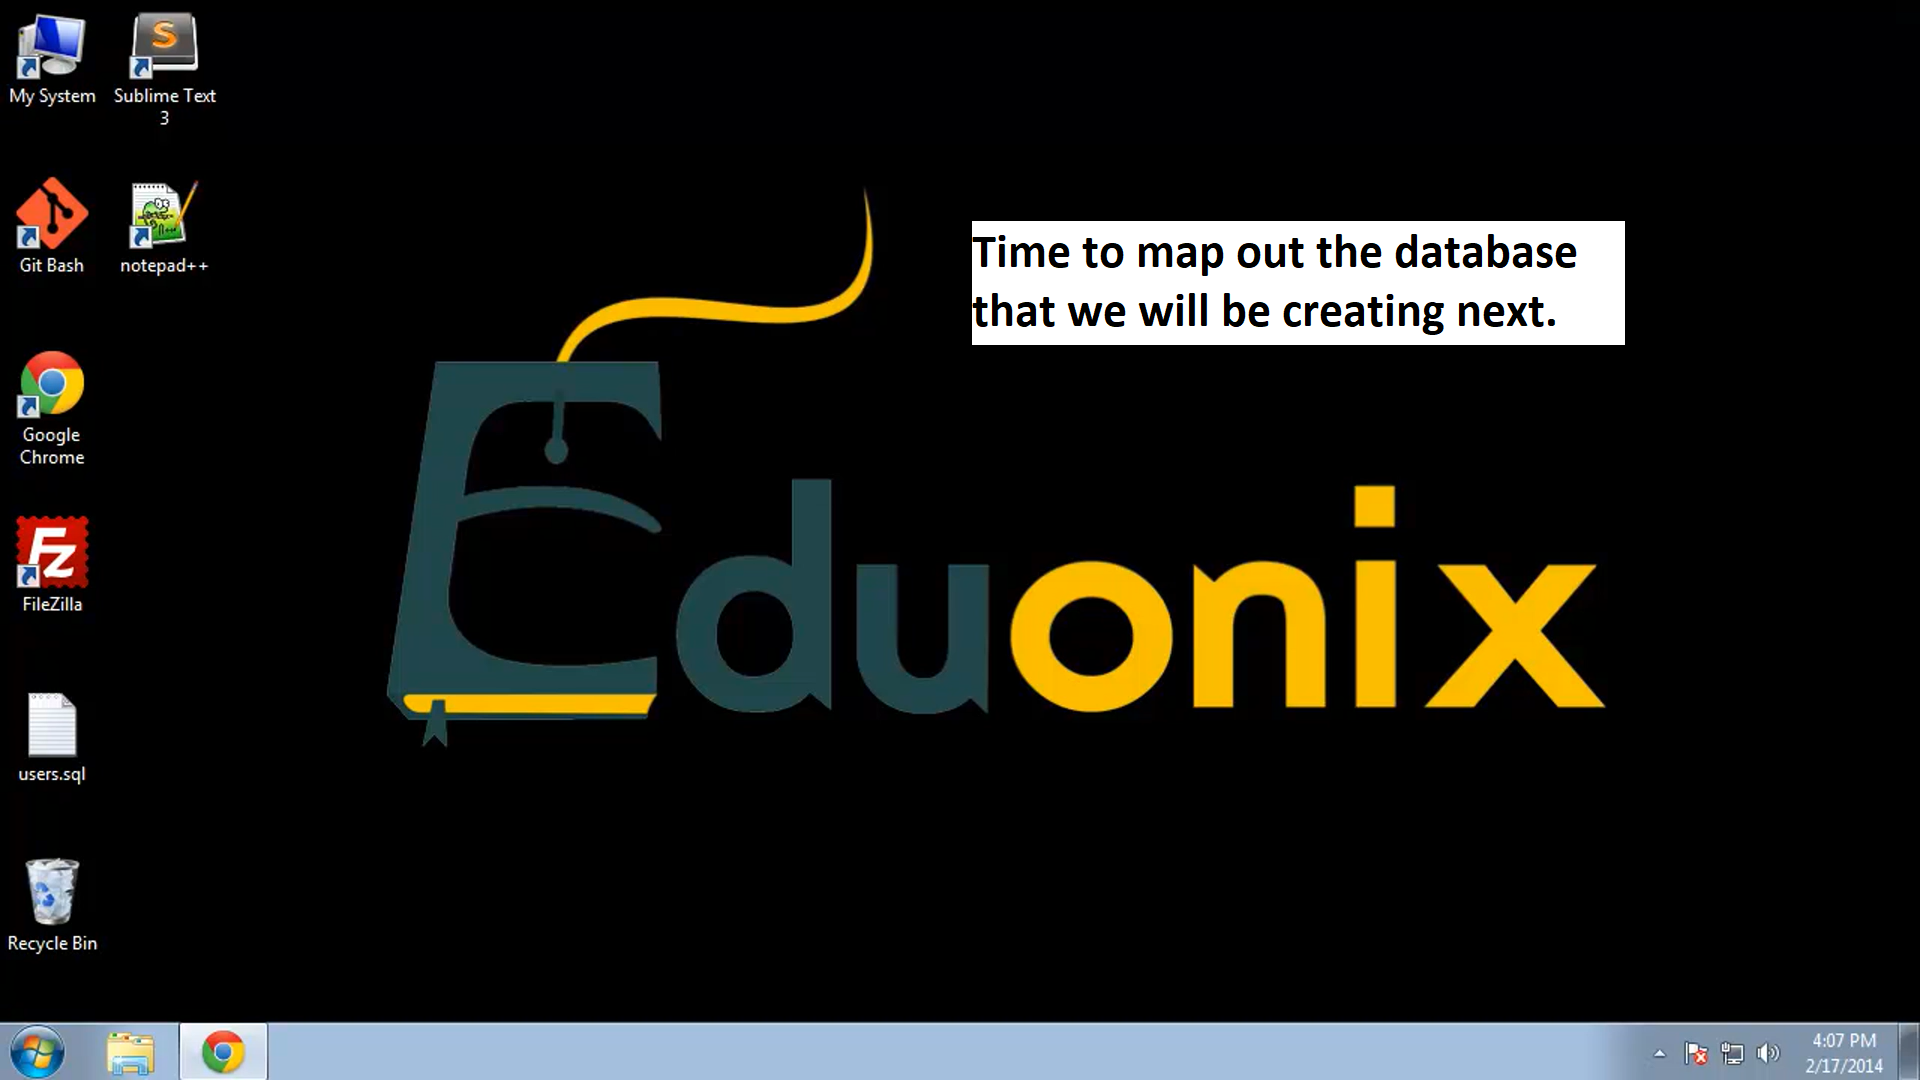 My System
Sublime Text
3
Git Bash
notepad++
Google
Chrome
FileZilla
users.sql
Recycle Bin
Time to map out the database
that we will be creating next.
Eduonix
4:07 PM
2/17/2014